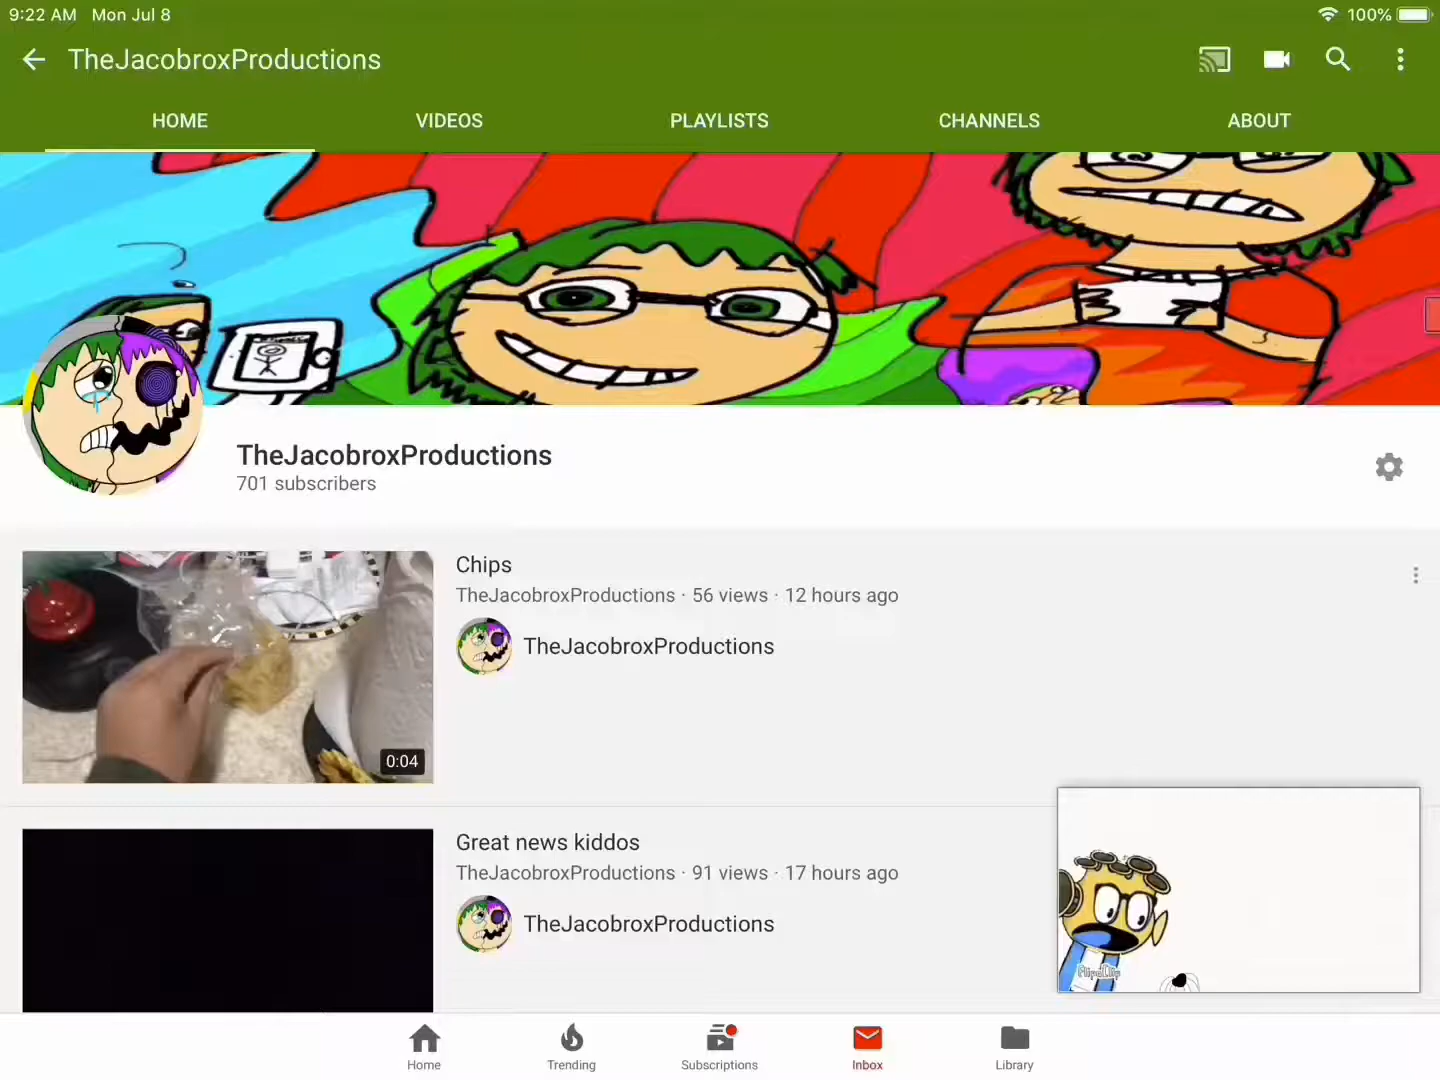 9:22 AM Mon Jul 8 100%
TheJacobroxProductions
HOME VIDEOS PLAYLISTS CHANNELS ABOUT
TheJacobroxProductions
701 subscribers
Chips
TheJacobroxProductions · 56 views · 12 hours ago
TheJacobroxProductions
0:04
Great news kiddos
TheJacobroxProductions · 91 views · 17 hours ago
TheJacobroxProductions
FlipaClip
Home Trending Subscriptions Inbox Library